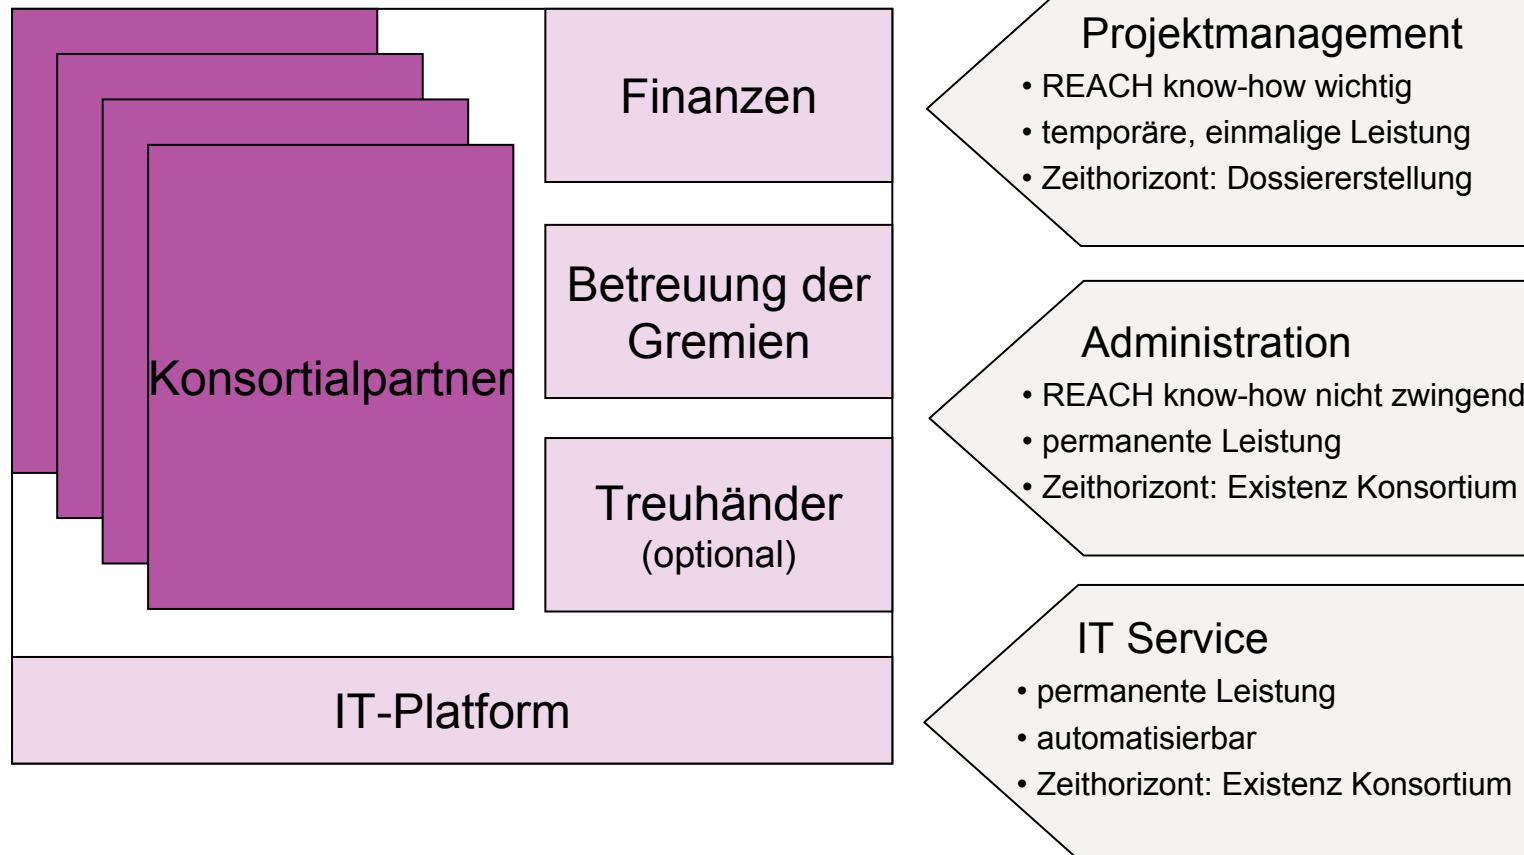 Konsortialpartner
Finanzen
Betreuung der
Gremien
Treuhänder
(optional)
IT-Platform
Projektmanagement
• REACH know-how wichtig
• temporäre, einmalige Leistung
• Zeithorizont: Dossiererstellung
Administration
• REACH know-how nicht zwingend
• permanente Leistung
• Zeithorizont: Existenz Konsortium
IT Service
• permanente Leistung
• automatisierbar
• Zeithorizont: Existenz Konsortium